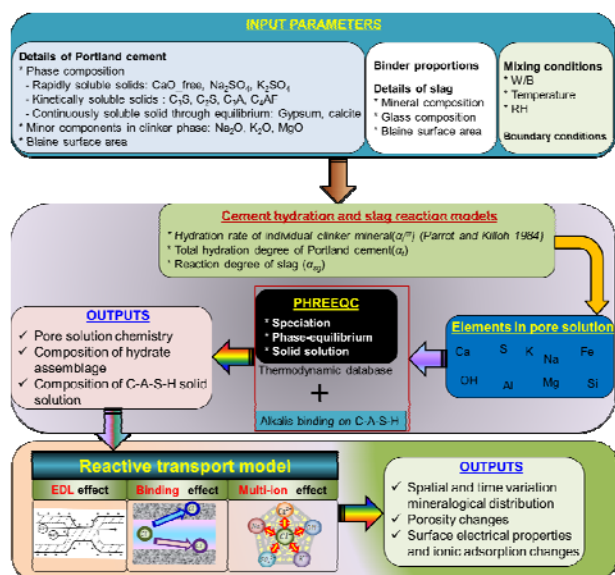 INPUT PARAMETERS
Details of Portland cement
* Phase composition
- Rapidly soluble solids: CaO_free, Na₂SO₄, K₂SO₄
- Kinetically soluble solids : C₃S, C₂S, C₃A, C₄AF
- Continuously soluble solid through equilibrium: Gypsum, calcite
* Minor components in clinker phase: Na₂O, K₂O, MgO
* Blaine surface area
Binder proportions
Details of slag
* Mineral composition
* Glass composition
* Blaine surface area
Mixing conditions
* W/B
* Temperature
* RH
Boundary conditions
Cement hydration and slag reaction models
* Hydration rate of individual clinker mineral (Parrot and Killoh 1984)
* Total hydration degree of Portland cement(αₜ)
* Reaction degree of slag (αsg)
OUTPUTS
✓ Pore solution chemistry
✓ Composition of hydrate assemblage
✓ Composition of C-A-S-H solid solution
PHREEQC
* Speciation
* Phase-equilibrium
* Solid solution
Thermodynamic database
+
Alkalis binding on C-A-S-H
Elements in pore solution
Ca S K Na Fe
OH Al Mg Si
Reactive transport model
EDL effect
Binding effect
Multi-ion effect
OUTPUTS
✓ Spatial and time variation
mineralogical distribution
✓ Porosity changes
✓ Surface electrical properties
and ionic adsorption changes